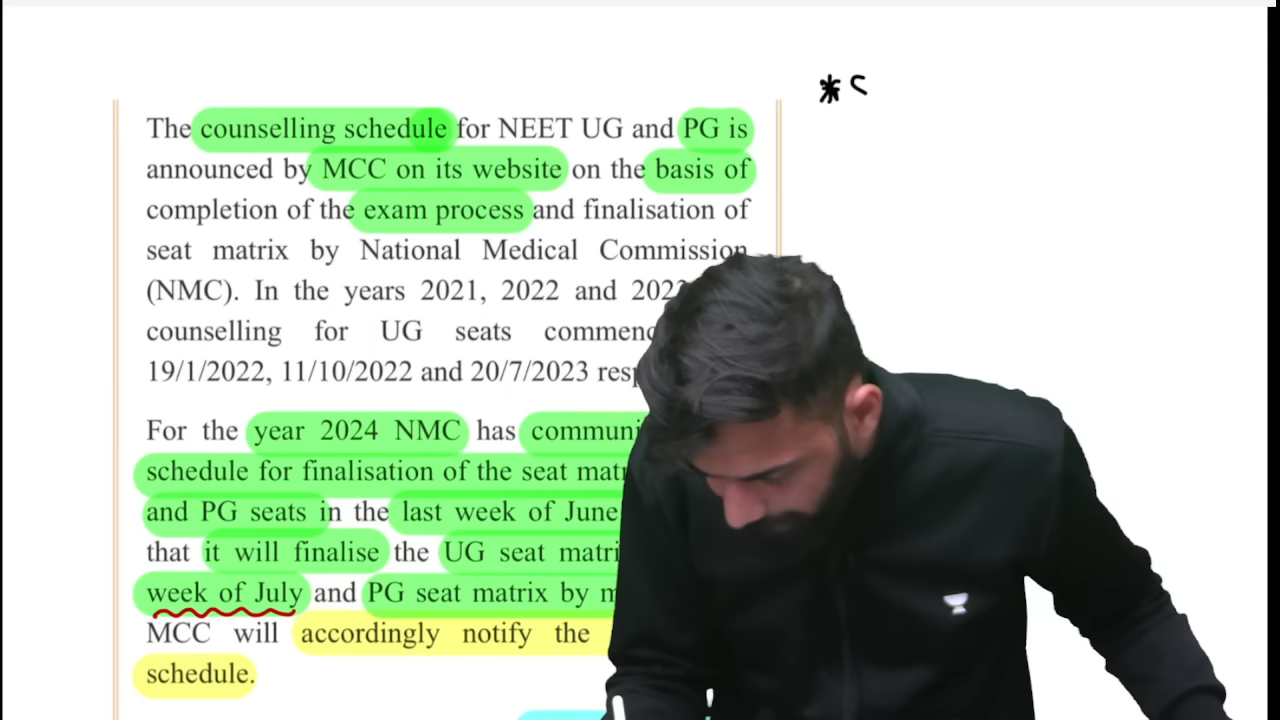 The counselling schedule for NEET UG and PG is
announced by MCC on its website on the basis of
completion of the exam process and finalisation of
seat matrix by National Medical Commission
(NMC). In the years 2021, 2022 and
counselling for UG seats
19/1/2022, 11/10/2022 and 20/7/2023
For the year 2024 NMC has
schedule for finalisation of the seat
and PG seats in the last week of June
that it will finalise the UG seat
week of July and PG seat matrix by
MCC will accordingly notify the
schedule.